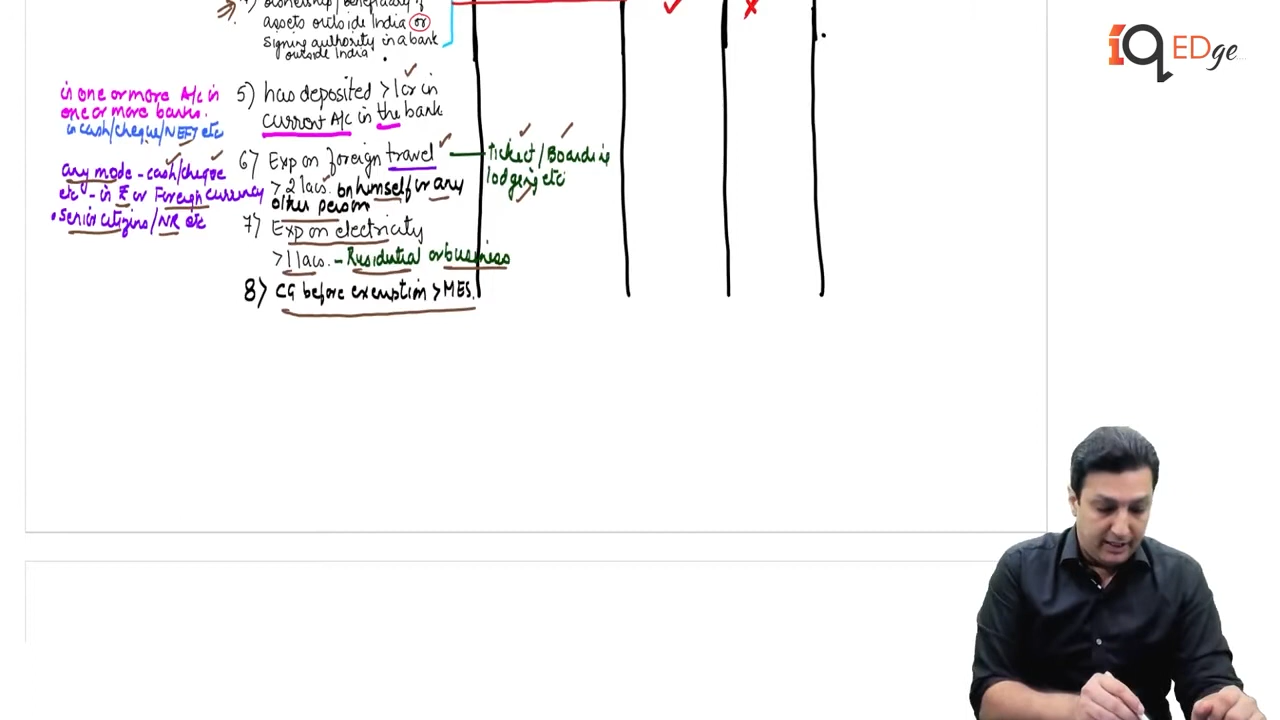 4) ownership/beneficiary of
assets outside India or
signing authority in a bank
outside India.
iQ EDge
5) has deposited > 1cr in
current A/c in the bank
in one or more A/c in
one or more banks.
in cash/cheque/NEFT etc
6) Exp on foreign travel
> 2 lacs. on himself or any
other person
Ticket/Boarding
lodging etc
any mode - cash/cheque
etc - in ₹ or Foreign currency
• Senior citizens/NR etc
7) Exp on electricity
> 1 lacs. - Residential or business
8) CG before exemption > MES.